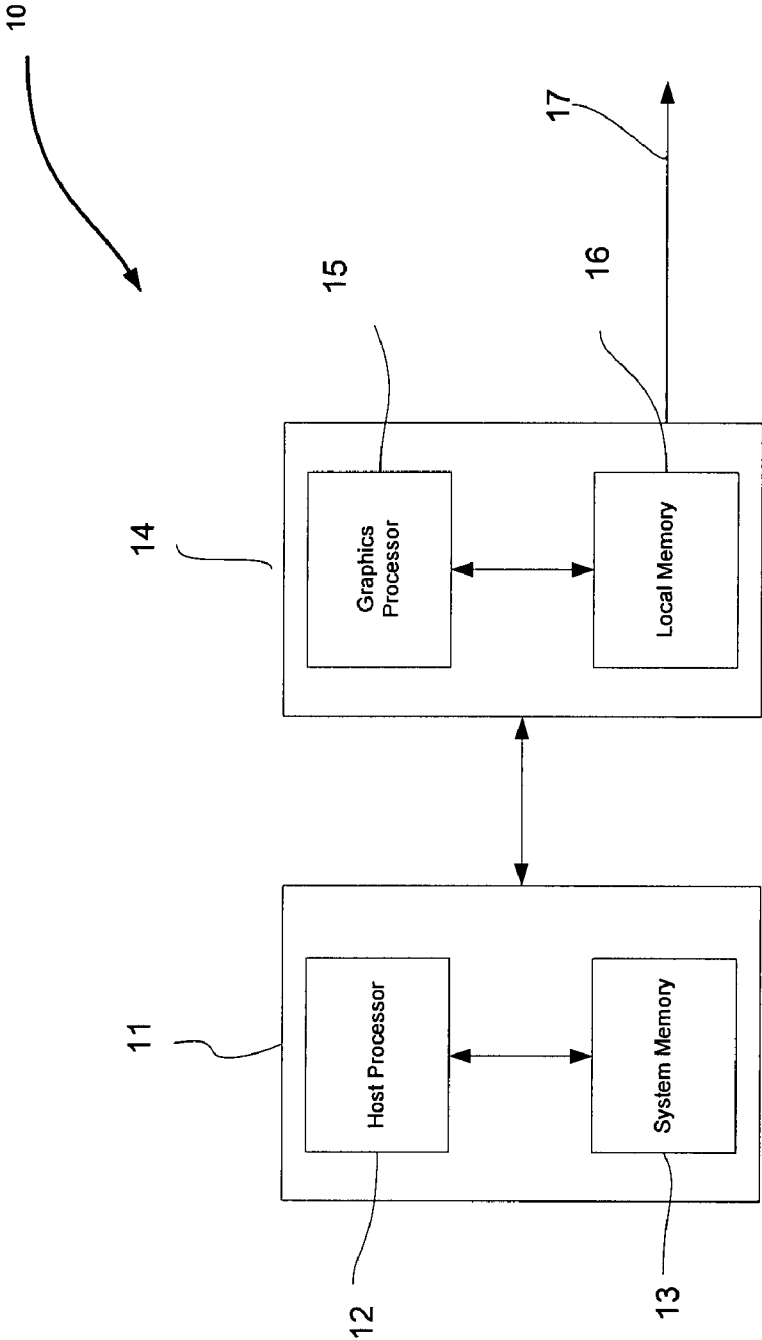 10
11
Host Processor
12
System Memory
13
14
Graphics
Processor
15
Local Memory
16
17